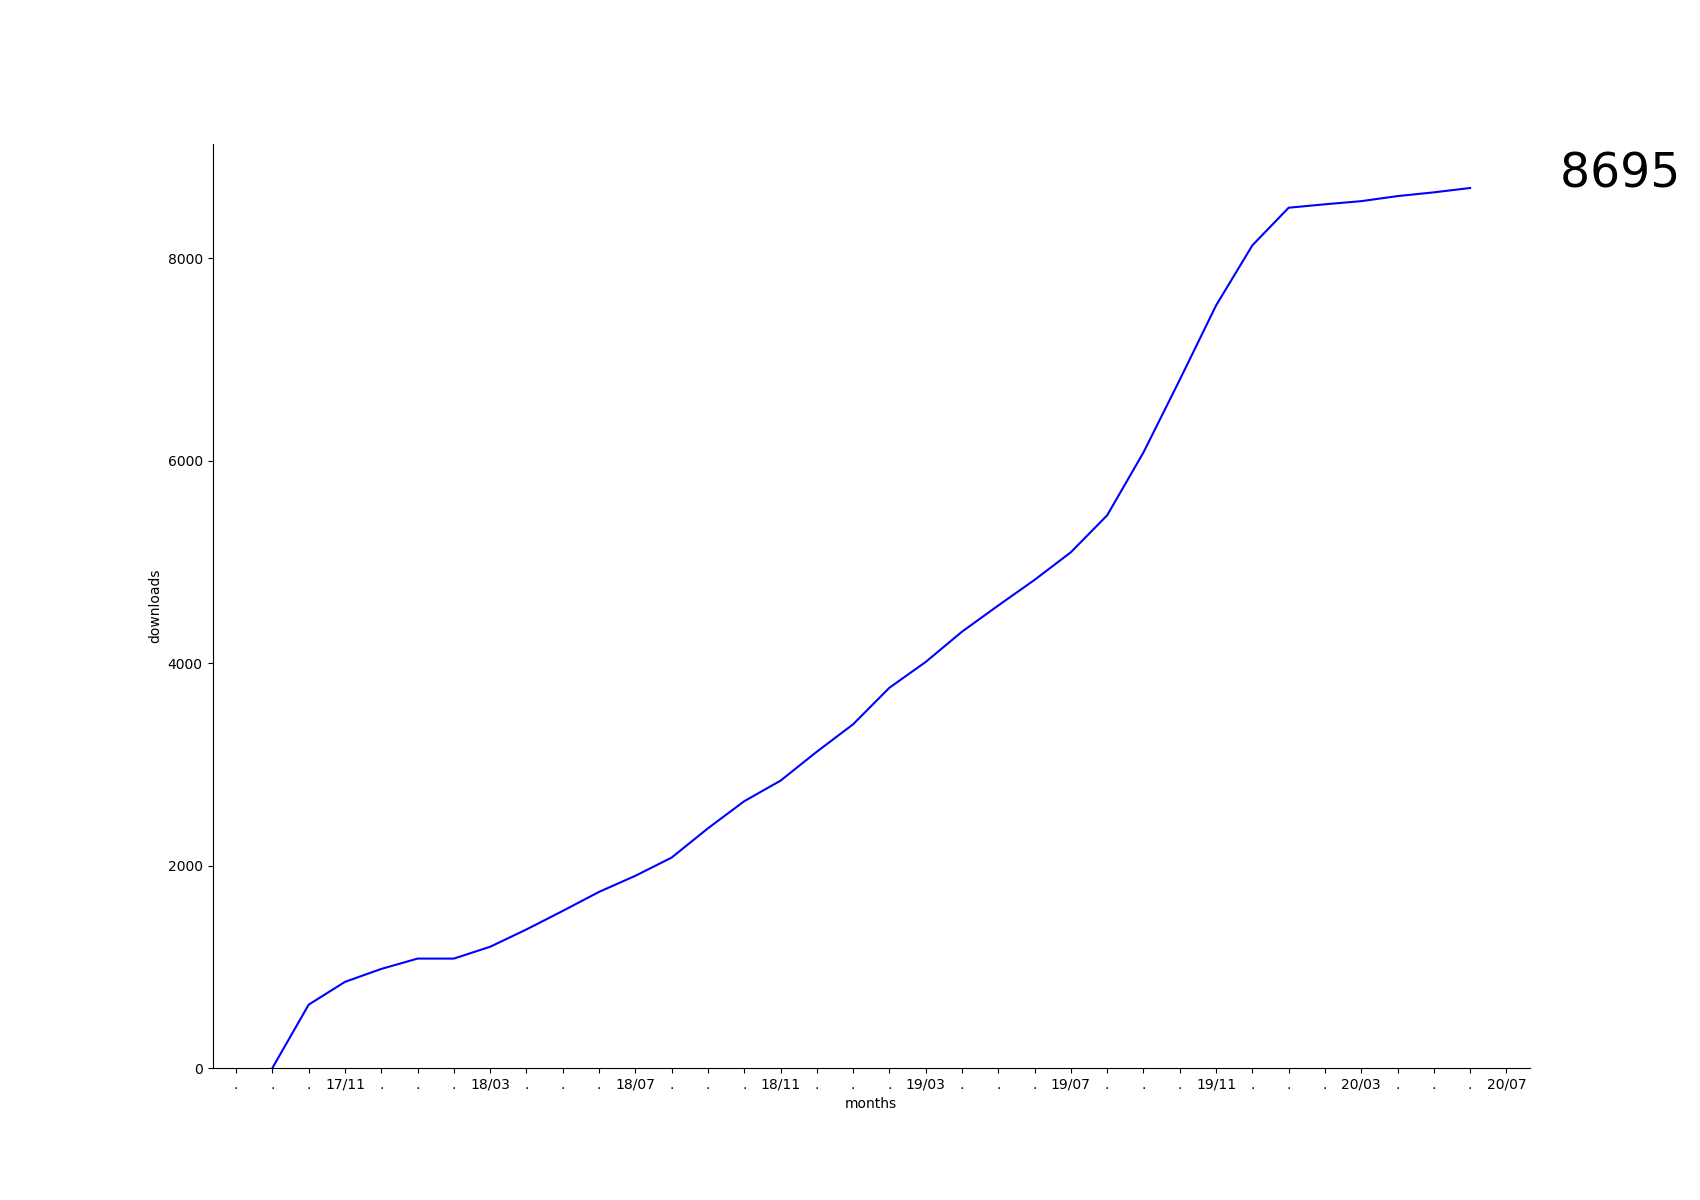 8695
8000
6000
downloads
4000
2000
0
. . . 17/11 . . . 18/03 . . . 18/07 . . . 18/11 . . . 19/03 . . . 19/07 . . . 19/11 . . . 20/03 . . . 20/07
months